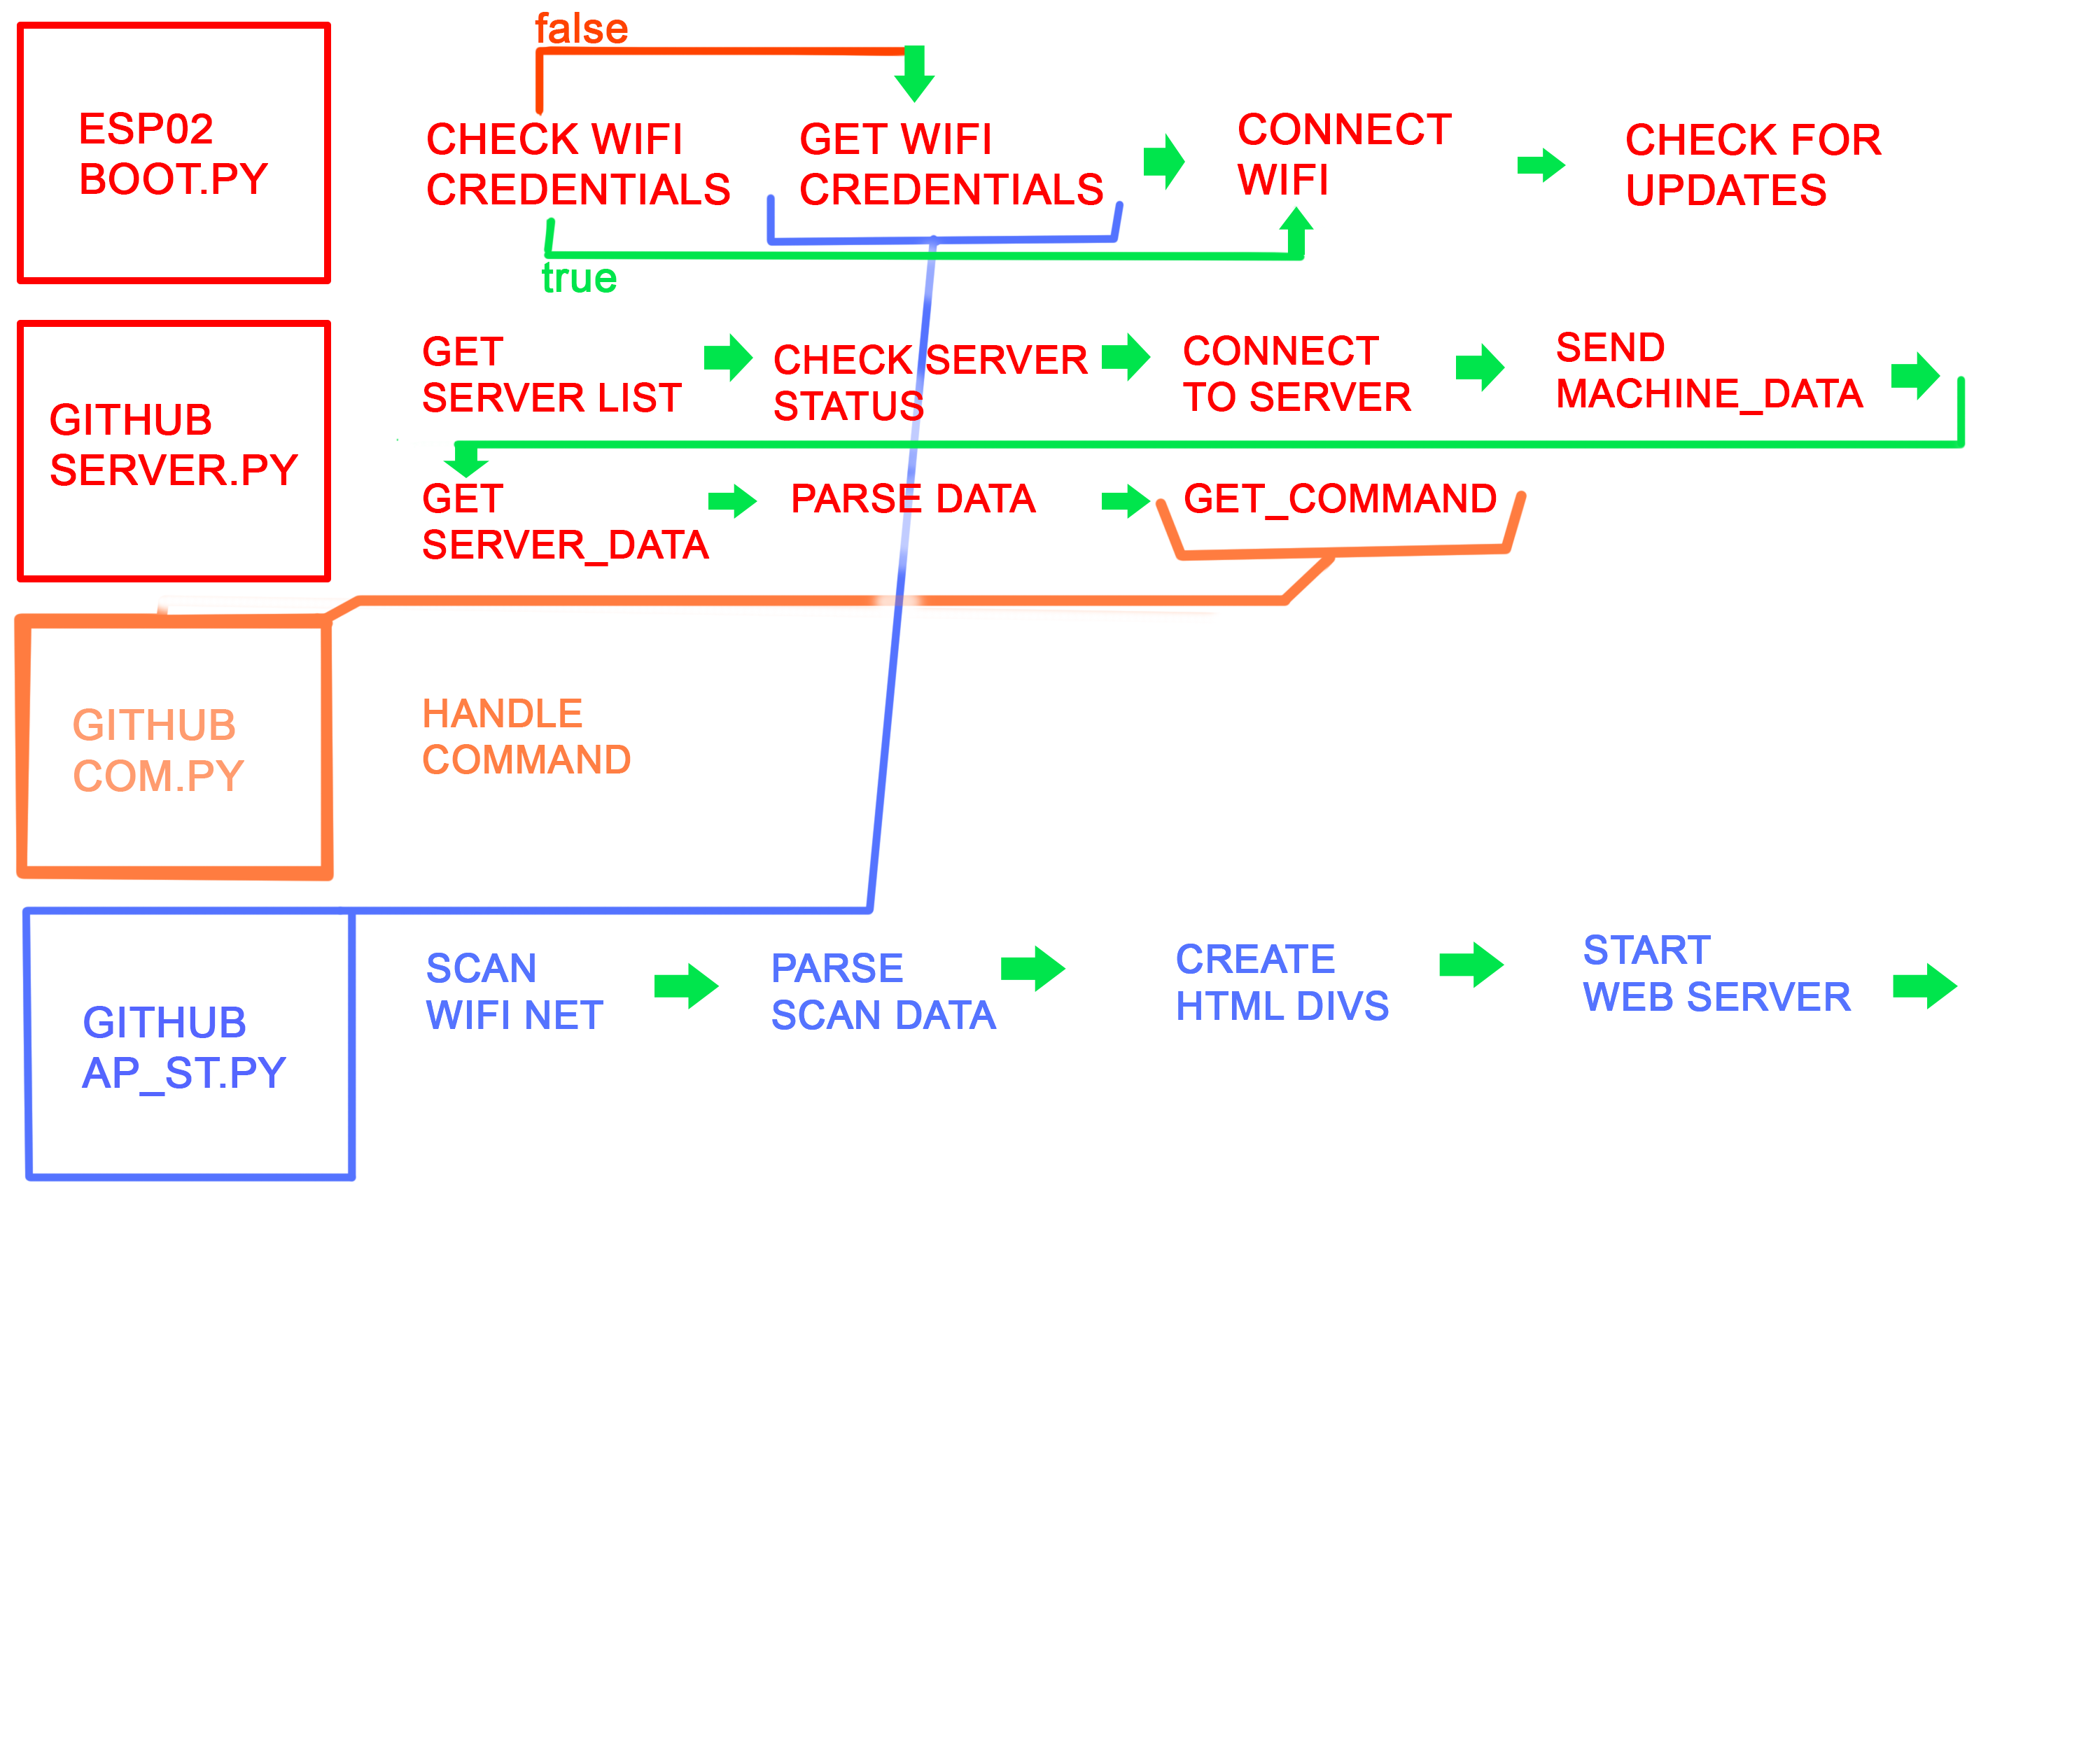 false
ESP02
BOOT.PY
CHECK WIFI
CREDENTIALS
GET WIFI
CREDENTIALS
CONNECT
WIFI
CHECK FOR
UPDATES
true
GITHUB
SERVER.PY
GET
SERVER LIST
CHECK SERVER
STATUS
CONNECT
TO SERVER
SEND
MACHINE_DATA
GET
SERVER_DATA
PARSE DATA
GET_COMMAND
GITHUB
COM.PY
HANDLE
COMMAND
GITHUB
AP_ST.PY
SCAN
WIFI NET
PARSE
SCAN DATA
CREATE
HTML DIVS
START
WEB SERVER